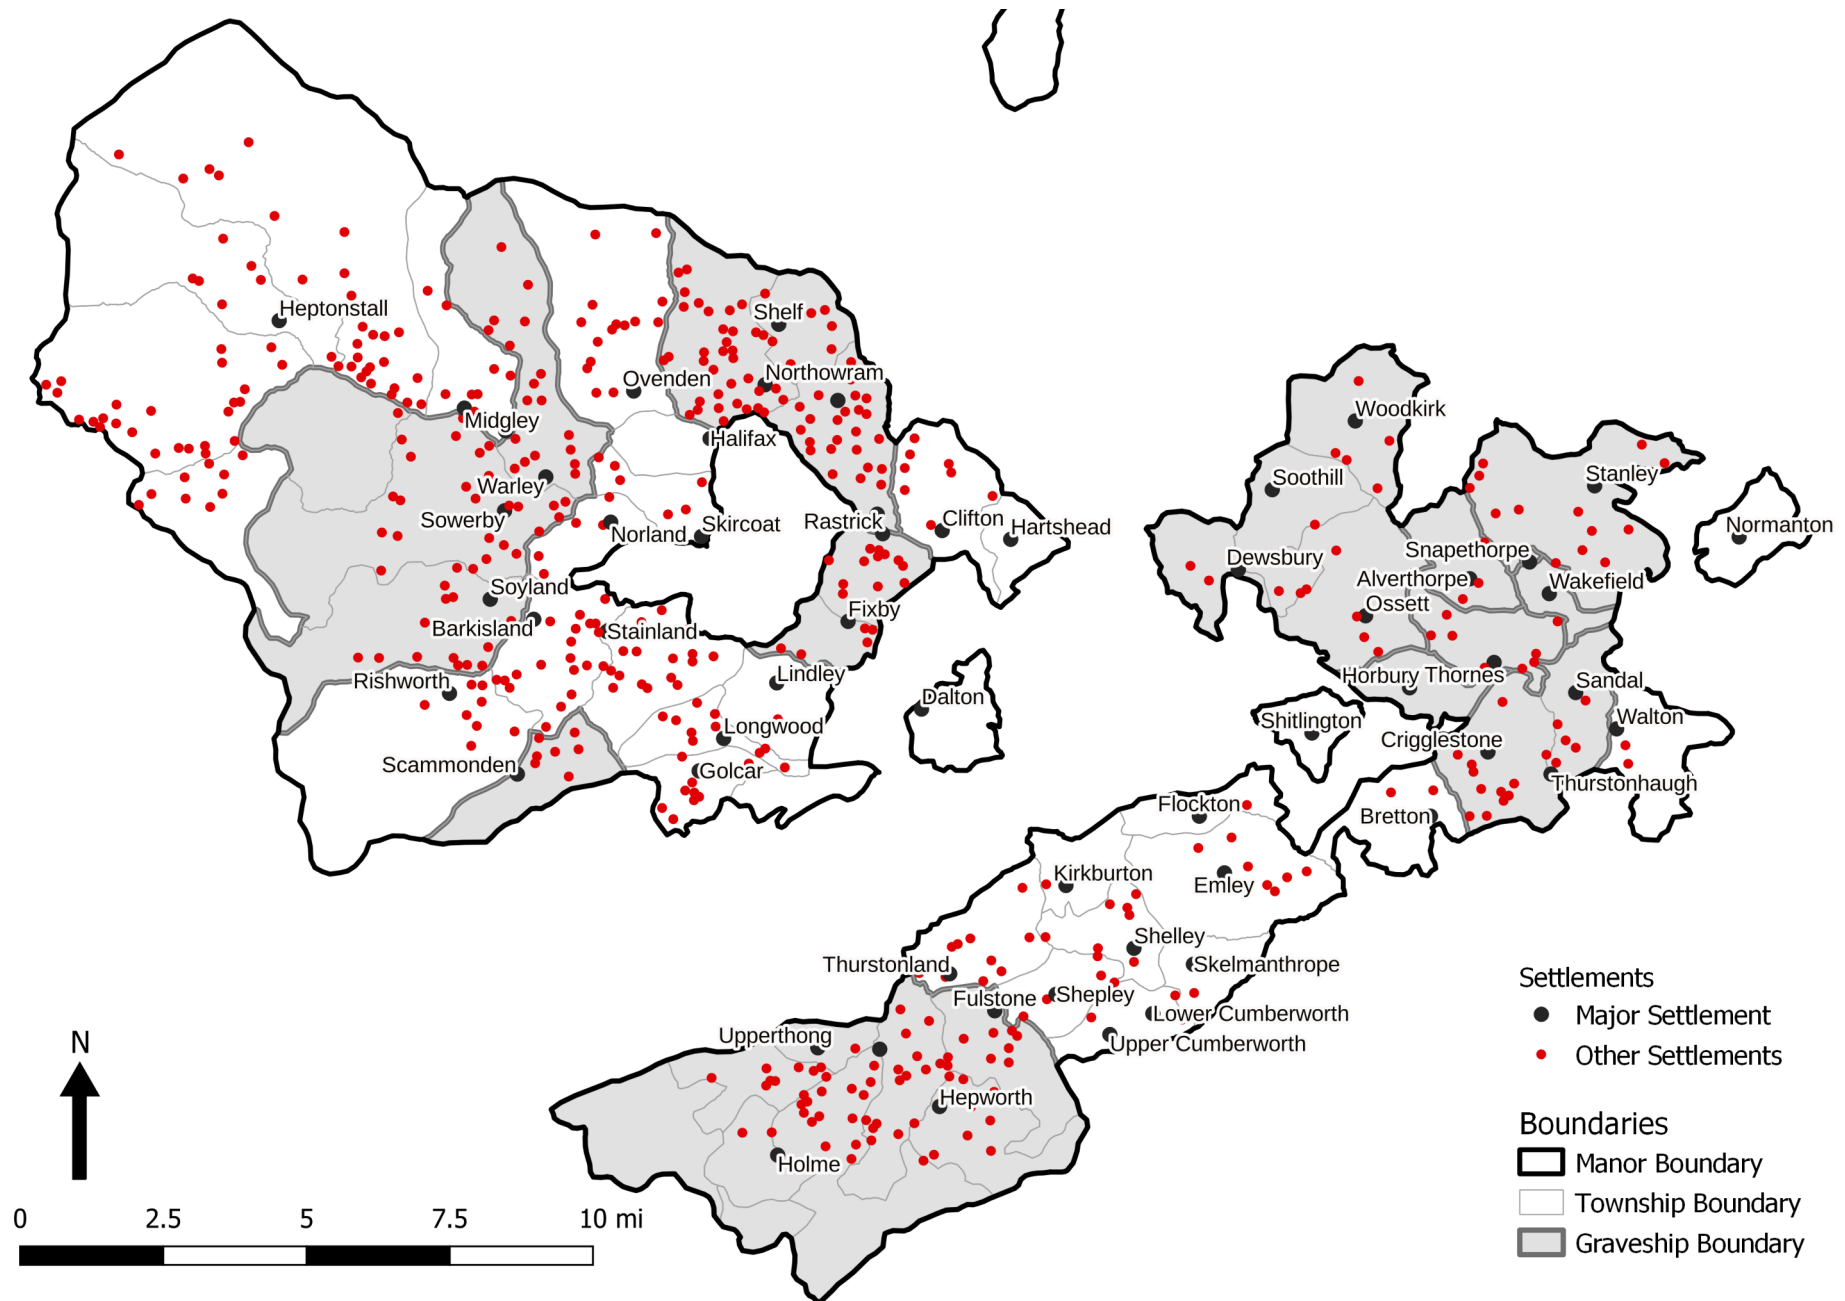 Heptonstall
Shelf
Ovenden
Northowram
Midgley
Halifax
Warley
Sowerby
Norland
Skircoat
Rastrick
Clifton
Hartshead
Soyland
Barkisland
Stainland
Fixby
Rishworth
Lindley
Longwood
Scammonden
Golcar
Dalton
Woodkirk
Soothill
Stanley
Normanton
Dewsbury
Snapethorpe
Alverthorpe
Wakefield
Ossett
Horbury
Thornes
Sandal
Shitlington
Walton
Crigglestone
Thurstonhaugh
Flockton
Bretton
Kirkburton
Emley
Shelley
Thurstonland
Skelmanthrope
Fulstone
Shepley
Lower Cumberworth
Upperthong
Upper Cumberworth
Hepworth
Holme
N
0 2.5 5 7.5 10 mi
Settlements
Major Settlement
Other Settlements
Boundaries
Manor Boundary
Township Boundary
Graveship Boundary